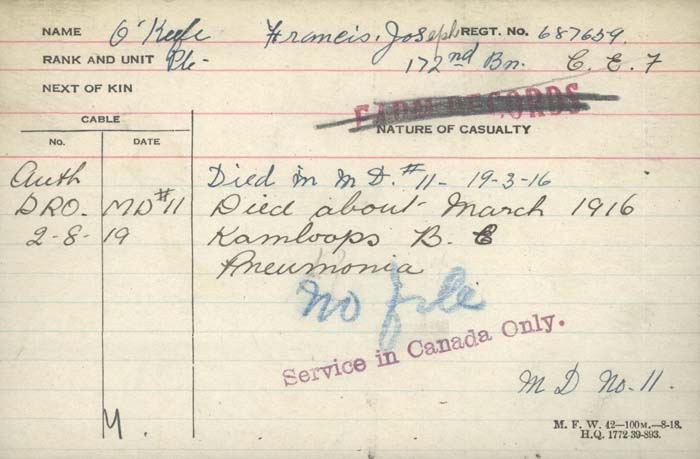 NAME O'Keefe Francis. Joseph REGT. No. 687659.
RANK AND UNIT Pte- 172nd Bn. C. E. F
NEXT OF KIN
FARM RECORDS
CABLE NATURE OF CASUALTY
No. DATE
Auth Died in M D. #11- 19-3-16
DRO. MD#11 Died about March 1916
2-8-19 Kamloops B. C
Pneumonia
No file
Service in Canada Only.
M D No. 11.
M. F. W. 42—100M.—8-18.
H.Q. 1772-39-893.